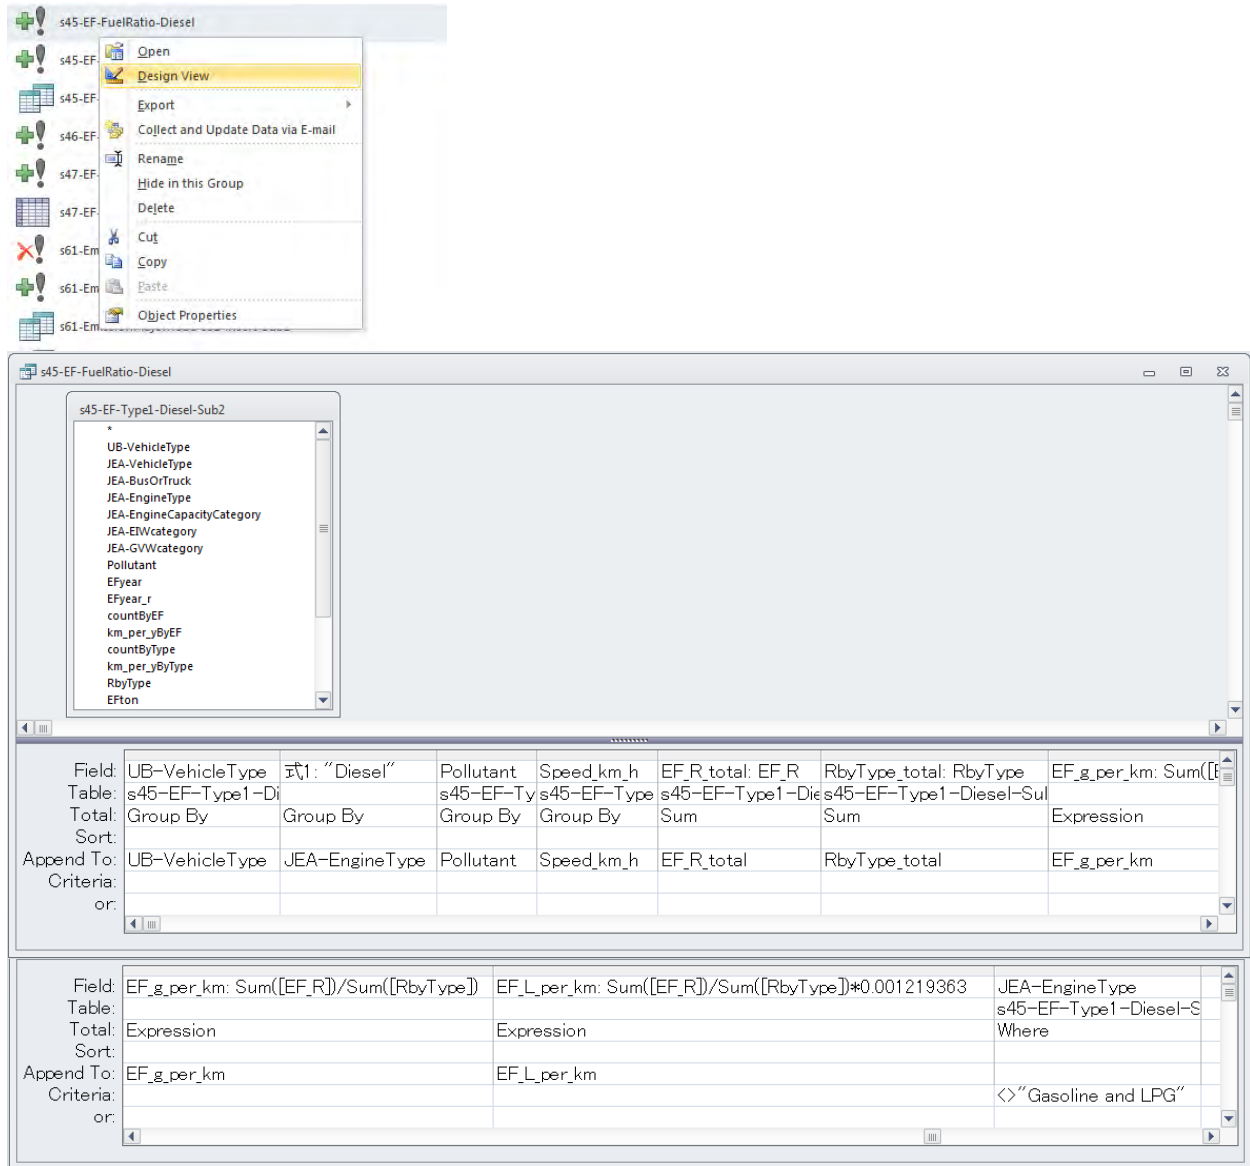 s45-EF-FuelRatio-Diesel
s45-EF-
s45-EF-
s46-EF-
s47-EF-
s47-EF-
s61-Em
s61-Em
Open
Design View
Export
Collect and Update Data via E-mail
Rename
Hide in this Group
Delete
Cut
Copy
Paste
Object Properties
s45-EF-FuelRatio-Diesel
s45-EF-Type1-Diesel-Sub2
*
UB-VehicleType
JEA-VehicleType
JEA-BusOrTruck
JEA-EngineType
JEA-EngineCapacityCategory
JEA-EIWcategory
JEA-GVWcategory
Pollutant
EFyear
EFyear_r
countByEF
km_per_yByEF
countByType
km_per_yByType
RbyType
EFton
Field: UB-VehicleType 式1: "Diesel" Pollutant Speed_km_h EF_R_total: EF_R RbyType_total: RbyType EF_g_per_km: Sum([E
Table: s45-EF-Type1-Di s45-EF-Ty s45-EF-Type s45-EF-Type1-Die s45-EF-Type1-Diesel-Sul
Total: Group By Group By Group By Group By Sum Sum Expression
Sort:
Append To: UB-VehicleType JEA-EngineType Pollutant Speed_km_h EF_R_total RbyType_total EF_g_per_km
Criteria:
or:
Field: EF_g_per_km: Sum([EF_R])/Sum([RbyType]) EF_L_per_km: Sum([EF_R])/Sum([RbyType])*0.001219363 JEA-EngineType
Table: s45-EF-Type1-Diesel-S
Total: Expression Expression Where
Sort:
Append To: EF_g_per_km EF_L_per_km
Criteria: <>"Gasoline and LPG"
or: